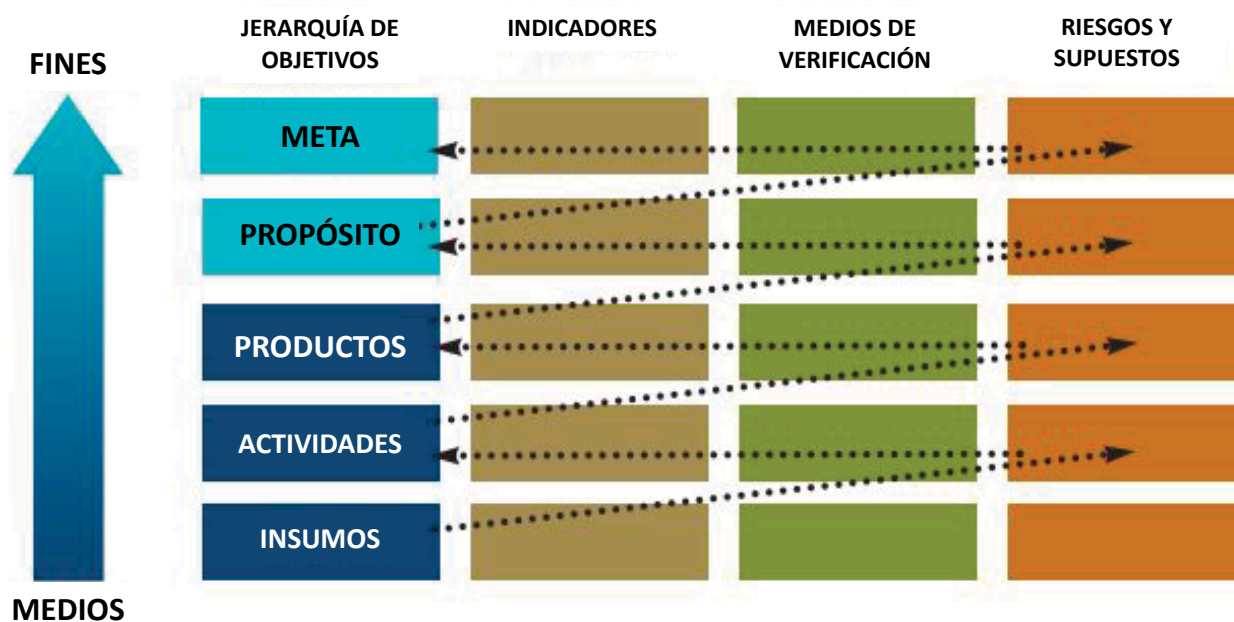 FINES
JERARQUÍA DE
OBJETIVOS
INDICADORES
MEDIOS DE
VERIFICACIÓN
RIESGOS Y
SUPUESTOS
META
PROPÓSITO
PRODUCTOS
ACTIVIDADES
INSUMOS
MEDIOS